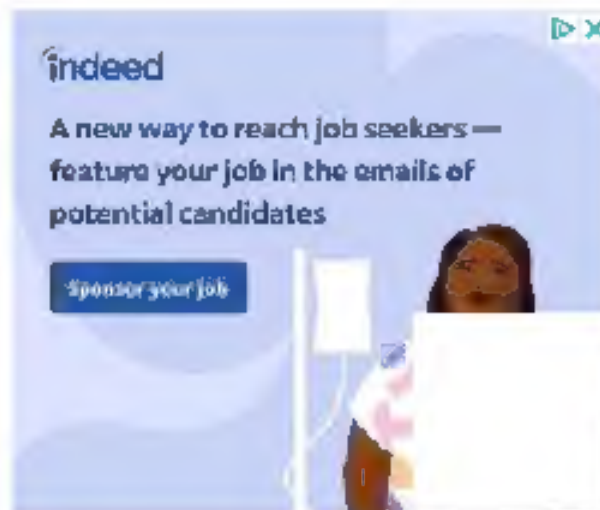 indeed
A new way to reach job seekers —
feature your job in the emails of
potential candidates
Sponsor your job